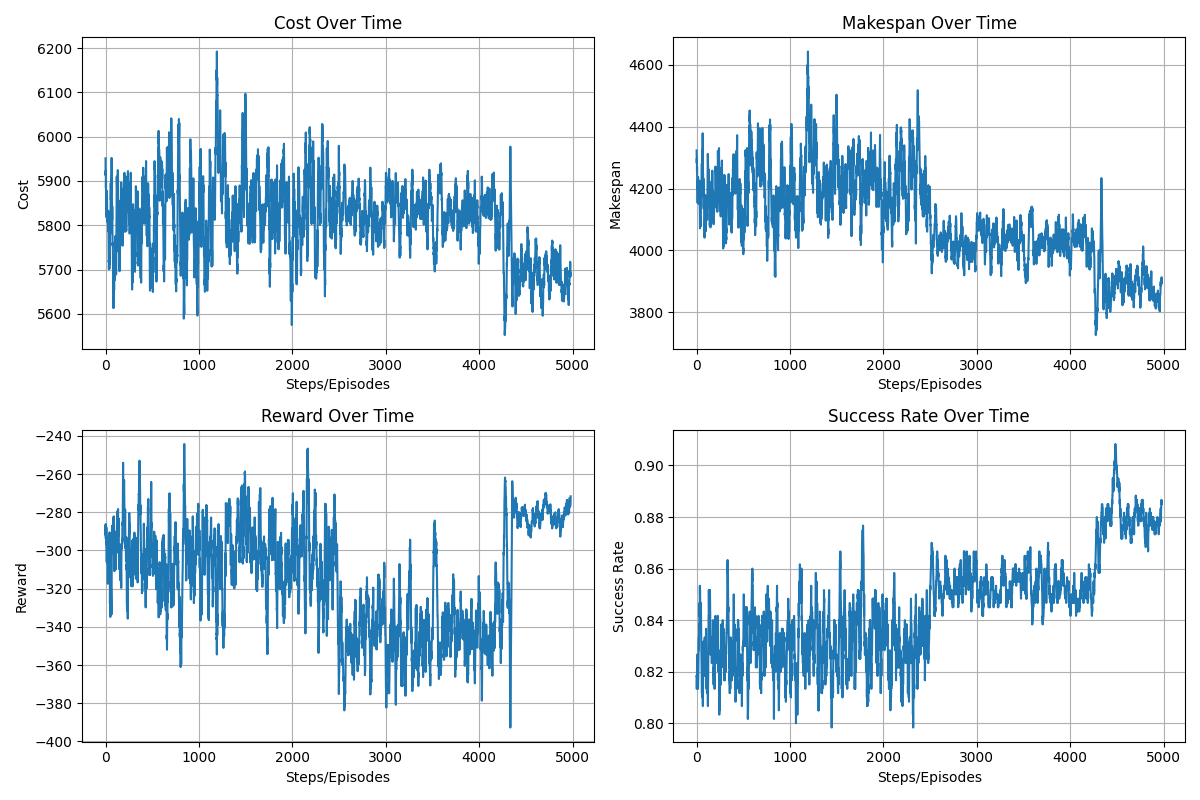 Cost Over Time
Cost
6200
6100
6000
5900
5800
5700
5600
0 1000 2000 3000 4000 5000
Steps/Episodes
Makespan Over Time
Makespan
4600
4400
4200
4000
3800
0 1000 2000 3000 4000 5000
Steps/Episodes
Reward Over Time
Reward
−240
−260
−280
−300
−320
−340
−360
−380
−400
0 1000 2000 3000 4000 5000
Steps/Episodes
Success Rate Over Time
Success Rate
0.90
0.88
0.86
0.84
0.82
0.80
0 1000 2000 3000 4000 5000
Steps/Episodes